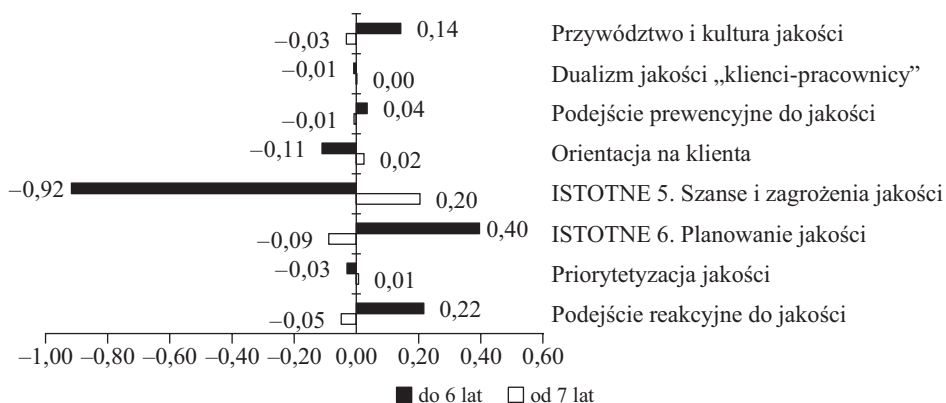 0,14 Przywództwo i kultura jakości
–0,03
–0,01 Dualizm jakości „klienci-pracownicy”
0,00
0,04 Podejście prewencyjne do jakości
–0,01
–0,11 Orientacja na klienta
0,02
–0,92 ISTOTNE 5. Szanse i zagrożenia jakości
0,20
0,40 ISTOTNE 6. Planowanie jakości
–0,09
–0,03 Priorytetyzacja jakości
0,01
0,22 Podejście reakcyjne do jakości
–0,05
–1,00 –0,80 –0,60 –0,40 –0,20 0,00 0,20 0,40 0,60
do 6 lat od 7 lat